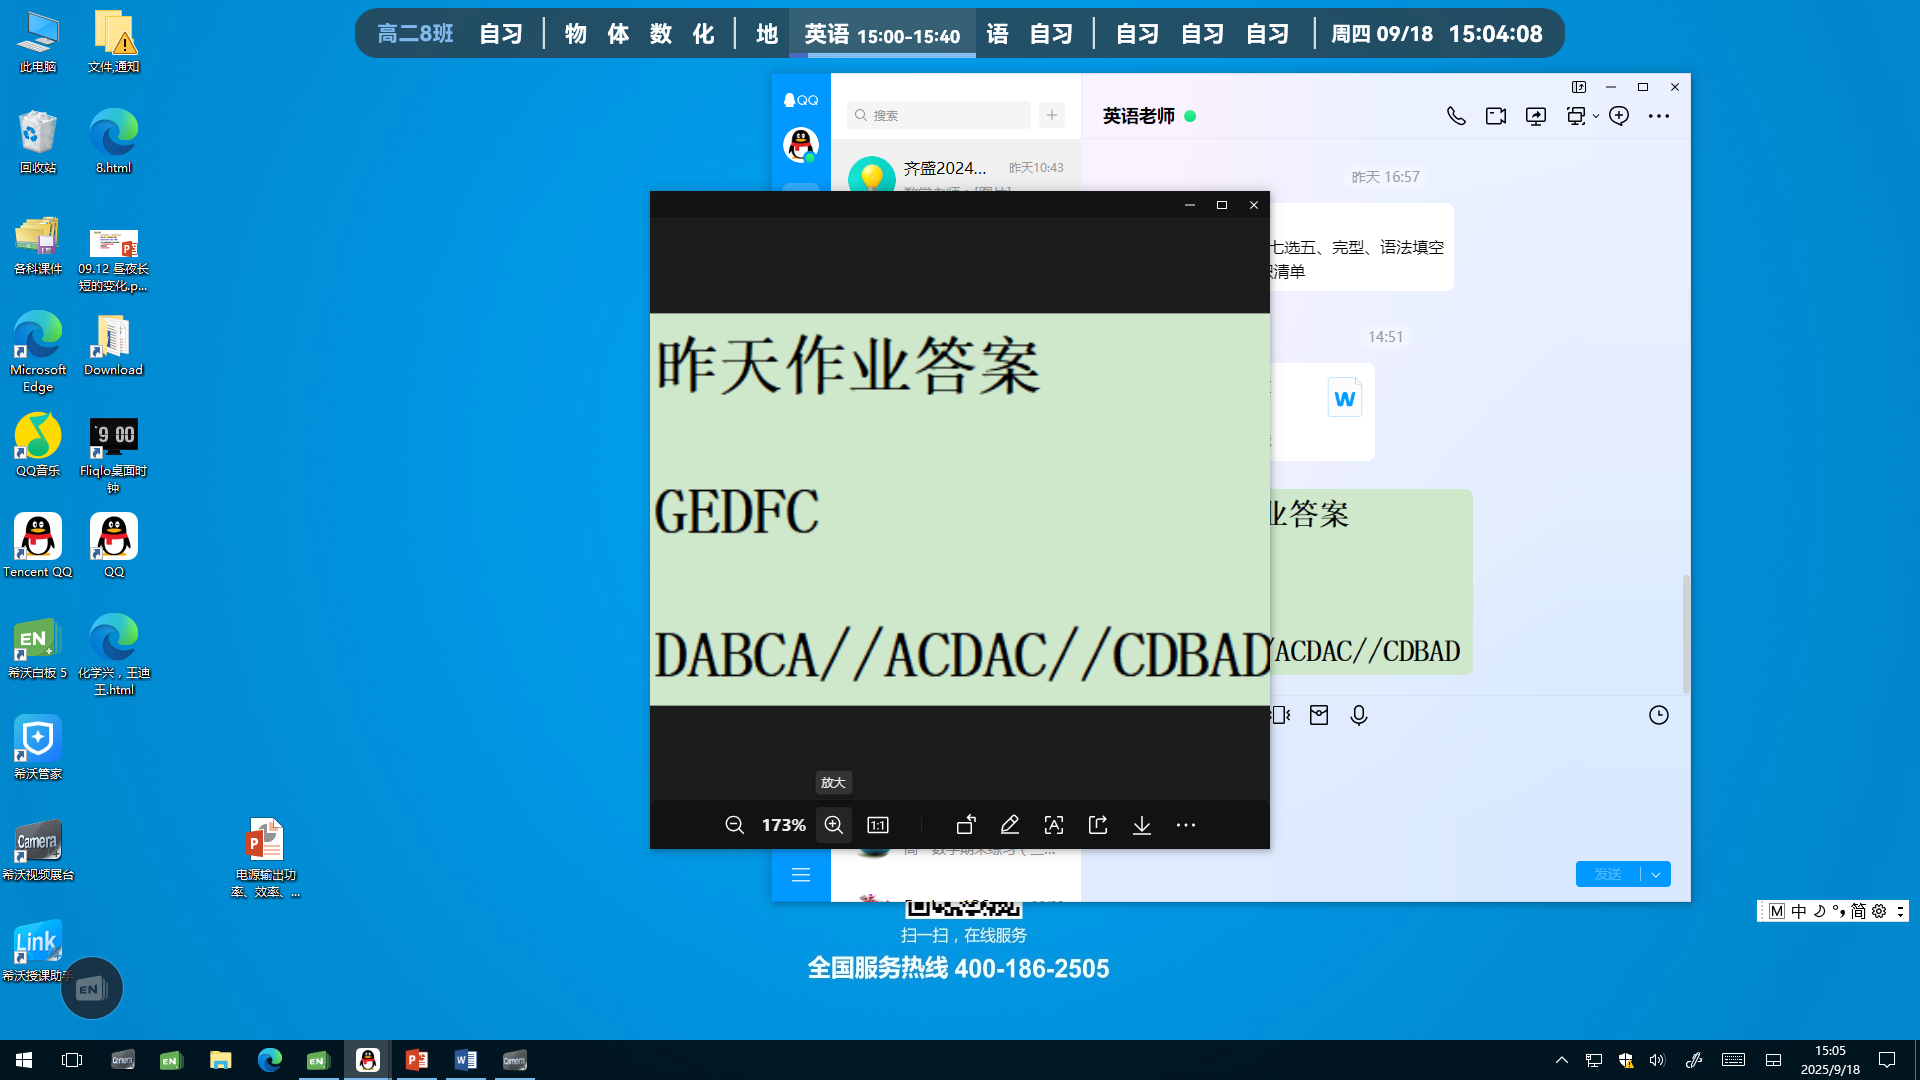 高二8班 自习 | 物 体 数 化 | 地 英语 15:00-15:40 语 自习 | 自习 自习 自习 | 周四 09/18 15:04:08
此电脑
文件,通知
回收站
8.html
各科课件
09.12 昼夜长
短的变化.p...
Microsoft
Edge
Download
QQ音乐
Fliqlo桌面时
钟
Tencent QQ
QQ
希沃白板 5
化学兴，王迪
王.html
希沃管家
Camera
希沃视频展台
电源输出功
率、效率、...
Link
希沃授课助手
EN
QQ
搜索
齐盛2024...
昨天10:43
英语老师
昨天 16:57
七选五、完型、语法填空
清单
14:51
W
业答案
/ACDAC//CDBAD
昨天作业答案
GEDFC
DABCA//ACDAC//CDBAD
放大
173%
1:1
发送
扫一扫，在线服务
全国服务热线 400-186-2505
M 中 简
15:05
2025/9/18